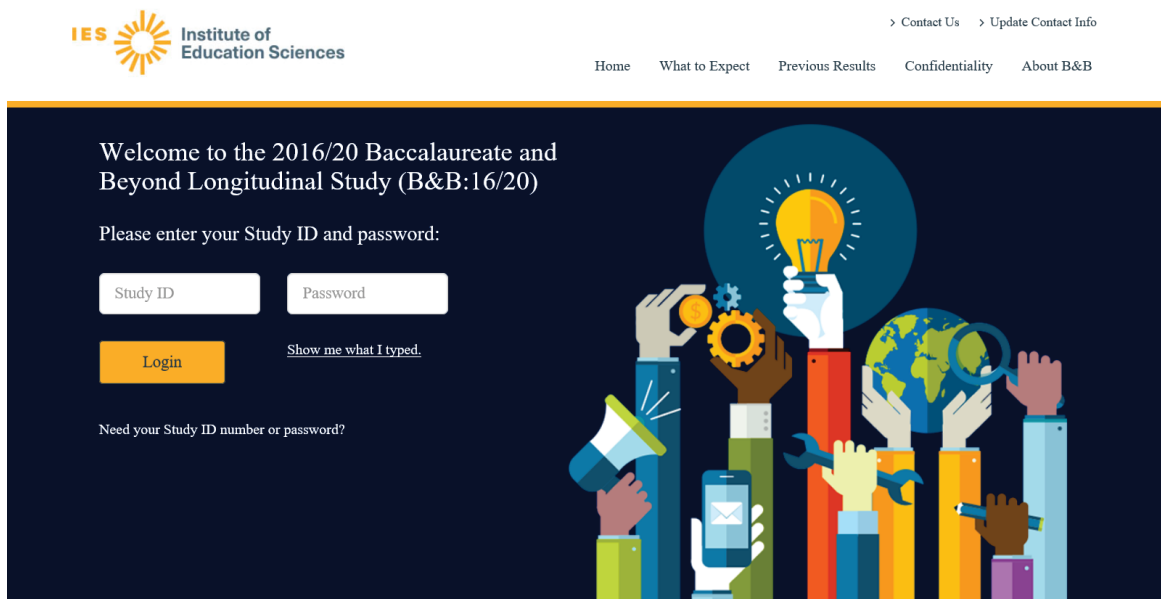 IES Institute of
Education Sciences
> Contact Us > Update Contact Info
Home What to Expect Previous Results Confidentiality About B&B
Welcome to the 2016/20 Baccalaureate and
Beyond Longitudinal Study (B&B:16/20)
Please enter your Study ID and password:
Study ID Password
Login Show me what I typed.
Need your Study ID number or password?
$